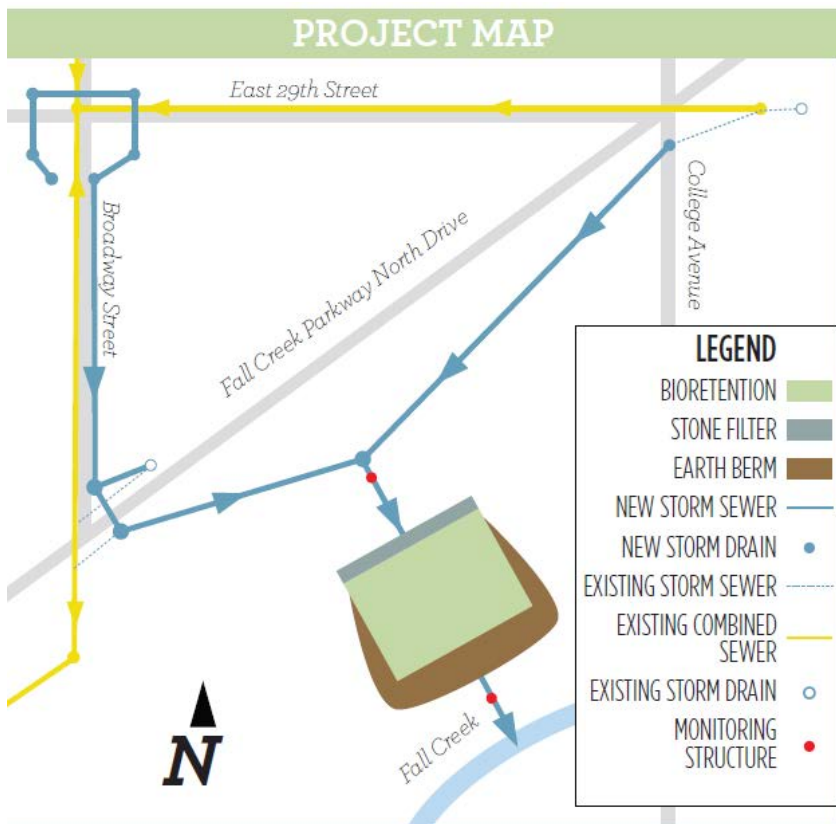 PROJECT MAP
East 29th Street
Broadway Street
Fall Creek Parkway North Drive
College Avenue
LEGEND
BIORETENTION
STONE FILTER
EARTH BERM
NEW STORM SEWER
NEW STORM DRAIN
EXISTING STORM SEWER
EXISTING COMBINED
SEWER
EXISTING STORM DRAIN
MONITORING
STRUCTURE
Fall Creek
N